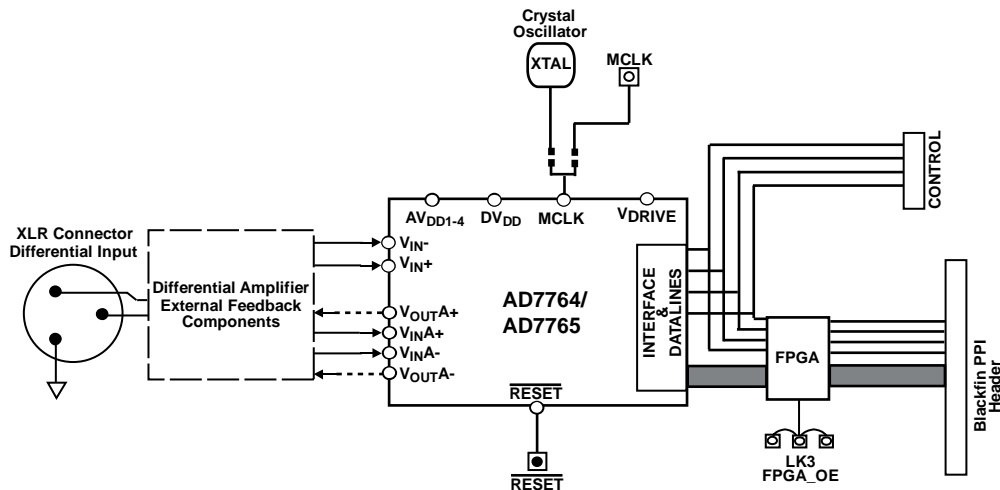 Crystal
Oscillator
XTAL
MCLK
CONTROL
AVDD1-4
DVDD
MCLK
VDRIVE
XLR Connector
Differential Input
Differential Amplifier
External Feedback
Components
VIN-
VIN+
VOUTA+
VINA+
VINA-
VOUTA-
AD7764/
AD7765
INTERFACE
&
DATALINES
FPGA
Blackfin PPI
Header
RESET
RESET
LK3
FPGA_OE